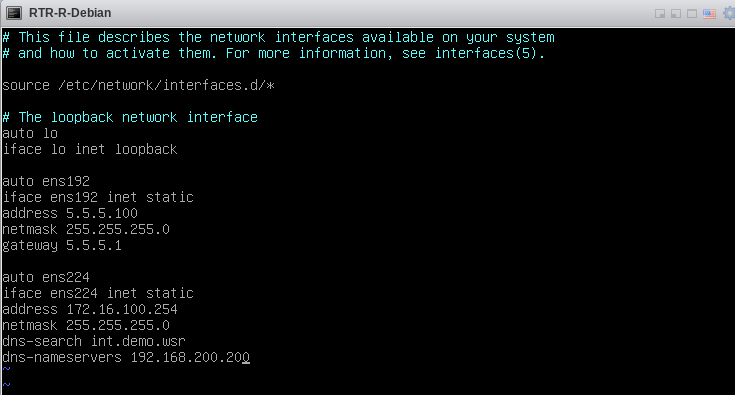 RTR-R-Debian
# This file describes the network interfaces available on your system
# and how to activate them. For more information, see interfaces(5).
source /etc/network/interfaces.d/*
# The loopback network interface
auto lo
iface lo inet loopback
auto ens192
iface ens192 inet static
address 5.5.5.100
netmask 255.255.255.0
gateway 5.5.5.1
auto ens224
iface ens224 inet static
address 172.16.100.254
netmask 255.255.255.0
dns-search int.demo.wsr
dns-nameservers 192.168.200.200
~
~